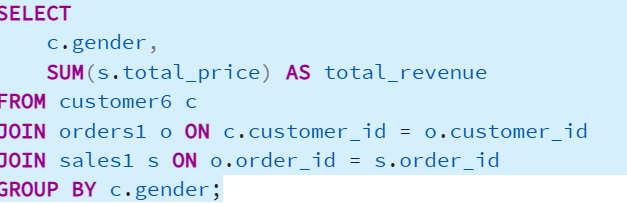 SELECT
    c.gender,
    SUM(s.total_price) AS total_revenue
FROM customer6 c
JOIN orders1 o ON c.customer_id = o.customer_id
JOIN sales1 s ON o.order_id = s.order_id
GROUP BY c.gender;